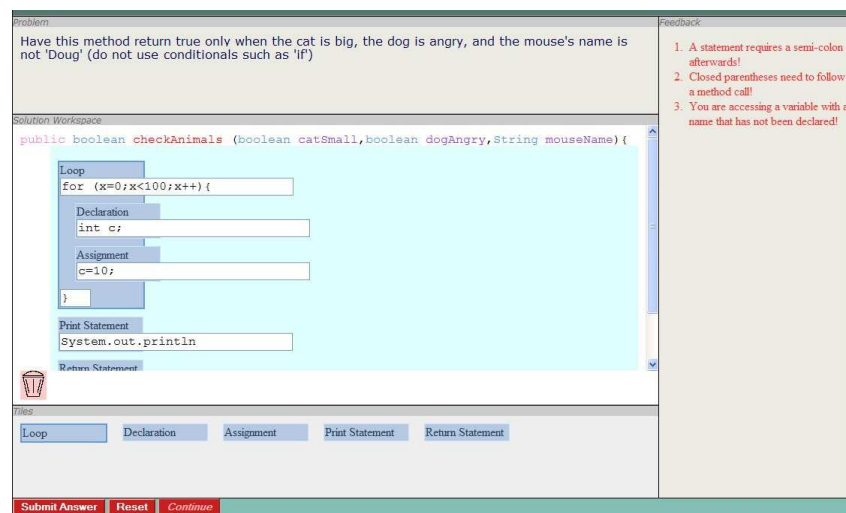 Problem
Have this method return true only when the cat is big, the dog is angry, and the mouse's name is
not 'Doug' (do not use conditionals such as 'if')
Solution Workspace
public boolean checkAnimals (boolean catSmall,boolean dogAngry,String mouseName){
Loop
for (x=0;x<100;x++){
Declaration
int c;
Assignment
c=10;
}
Print Statement
System.out.println
Return Statement
Tiles
Loop Declaration Assignment Print Statement Return Statement
Submit Answer Reset Continue
Feedback
1. A statement requires a semi-colon
afterwards!
2. Closed parentheses need to follow
a method call!
3. You are accessing a variable with a
name that has not been declared!